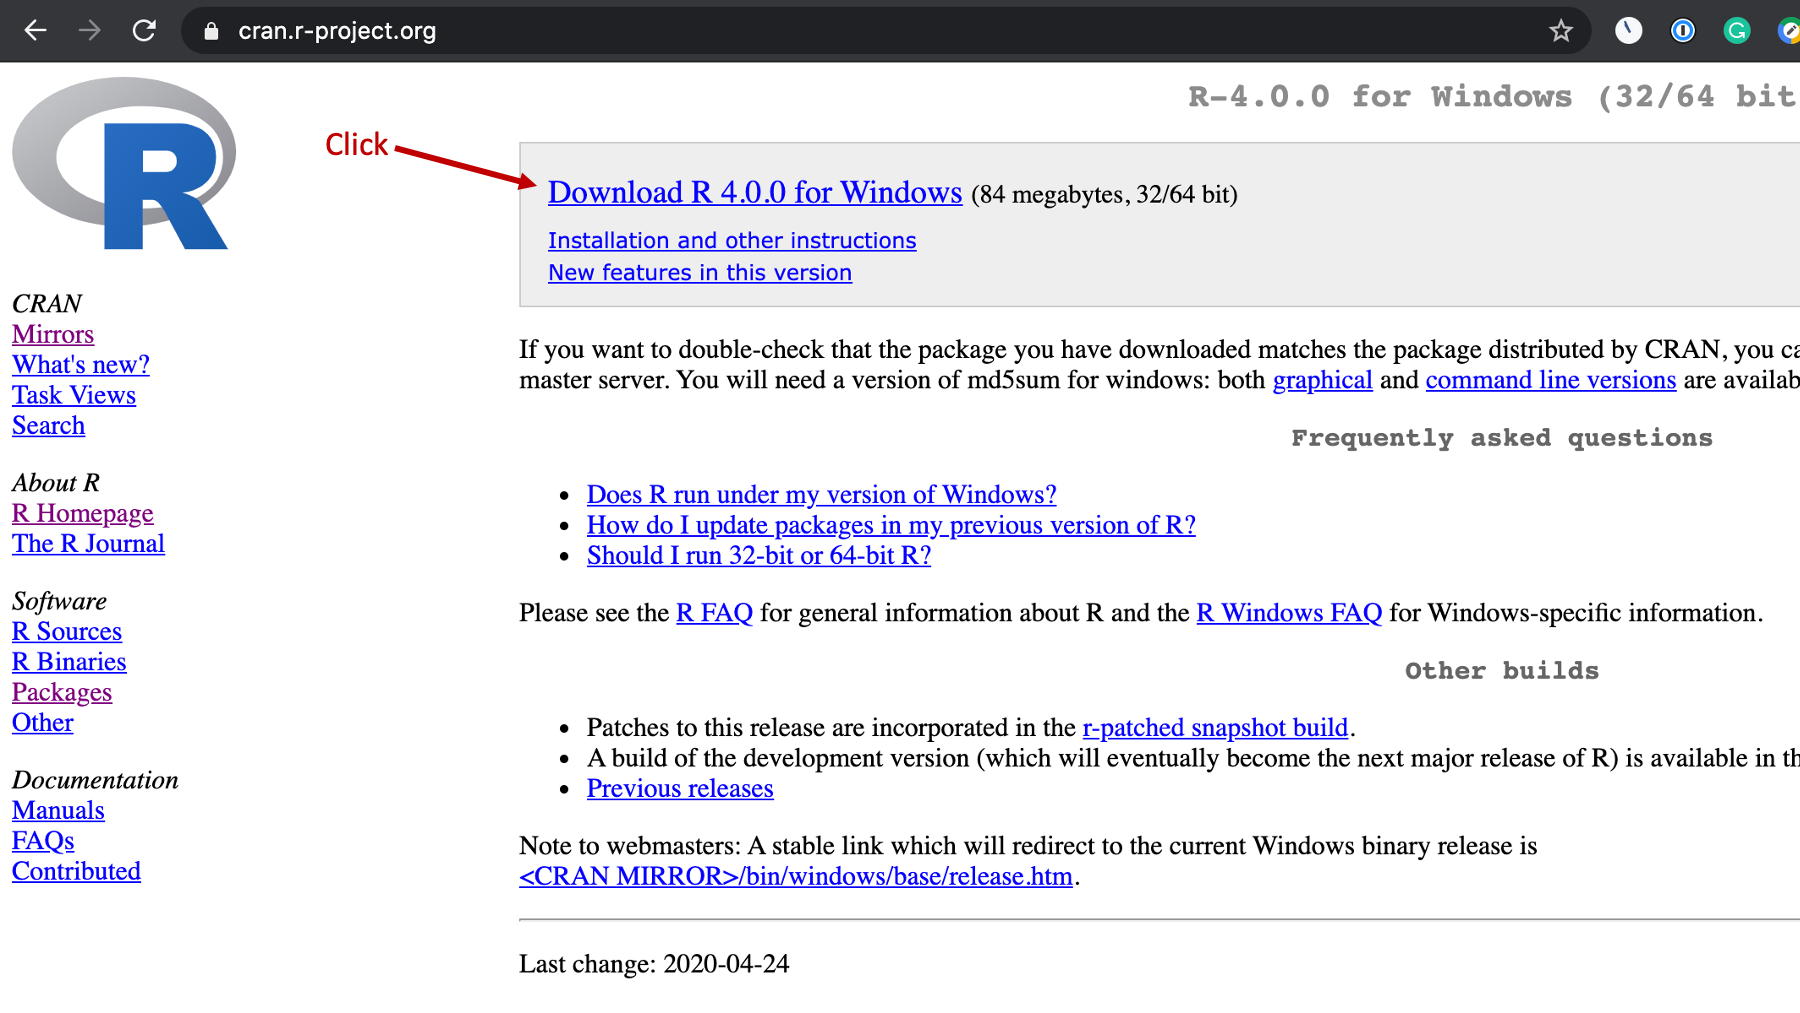 cran.r-project.org
R-4.0.0 for Windows (32/64 bit
Click
Download R 4.0.0 for Windows (84 megabytes, 32/64 bit)
Installation and other instructions
New features in this version
R
CRAN
Mirrors
What's new?
Task Views
Search
About R
R Homepage
The R Journal
Software
R Sources
R Binaries
Packages
Other
Documentation
Manuals
FAQs
Contributed
If you want to double-check that the package you have downloaded matches the package distributed by CRAN, you
master server. You will need a version of md5sum for windows: both graphical and command line versions are
Frequently asked questions
• Does R run under my version of Windows?
• How do I update packages in my previous version of R?
• Should I run 32-bit or 64-bit R?
Please see the R FAQ for general information about R and the R Windows FAQ for Windows-specific information.
Other builds
• Patches to this release are incorporated in the r-patched snapshot build.
• A build of the development version (which will eventually become the next major release of R) is available in
• Previous releases
Note to webmasters: A stable link which will redirect to the current Windows binary release is
<CRAN MIRROR>/bin/windows/base/release.htm.
Last change: 2020-04-24